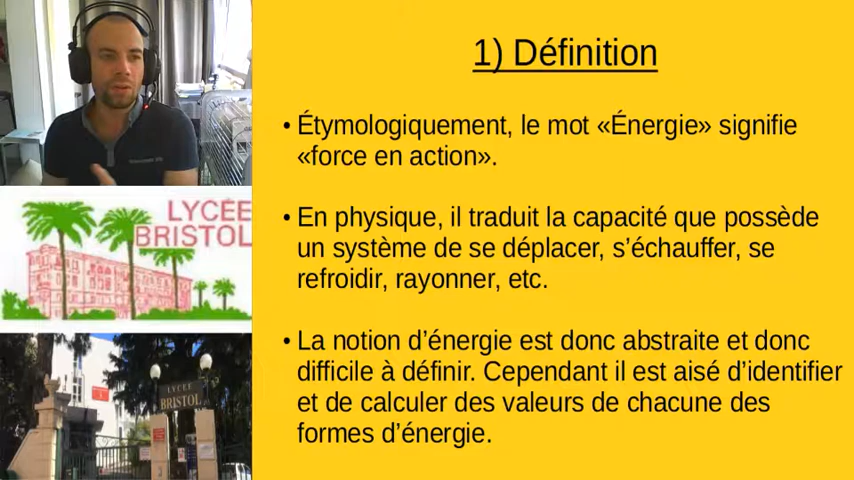 1) Définition
• Étymologiquement, le mot «Énergie» signifie
«force en action».
• En physique, il traduit la capacité que possède
un système de se déplacer, s’échauffer, se
refroidir, rayonner, etc.
• La notion d’énergie est donc abstraite et donc
difficile à définir. Cependant il est aisé d’identifier
et de calculer des valeurs de chacune des
formes d’énergie.
LYCÉE
BRISTOL
LYCÉE
BRISTOL